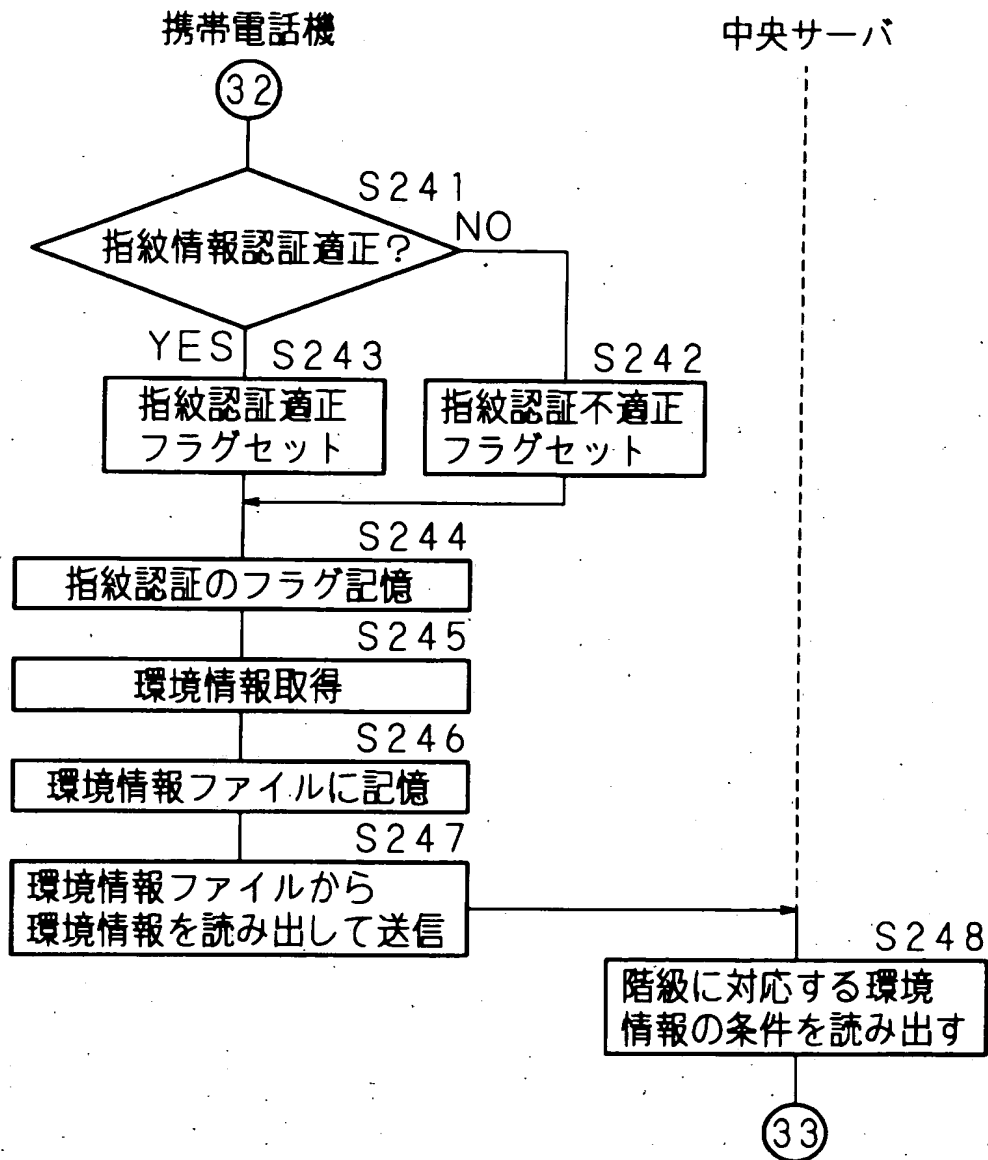 携帯電話機
中央サーバ
32
S241
指紋情報認証適正?
NO
YES
S243
S242
指紋認証適正
フラグセット
指紋認証不適正
フラグセット
S244
指紋認証のフラグ記憶
S245
環境情報取得
S246
環境情報ファイルに記憶
S247
環境情報ファイルから
環境情報を読み出して送信
S248
階級に対応する環境
情報の条件を読み出す
33